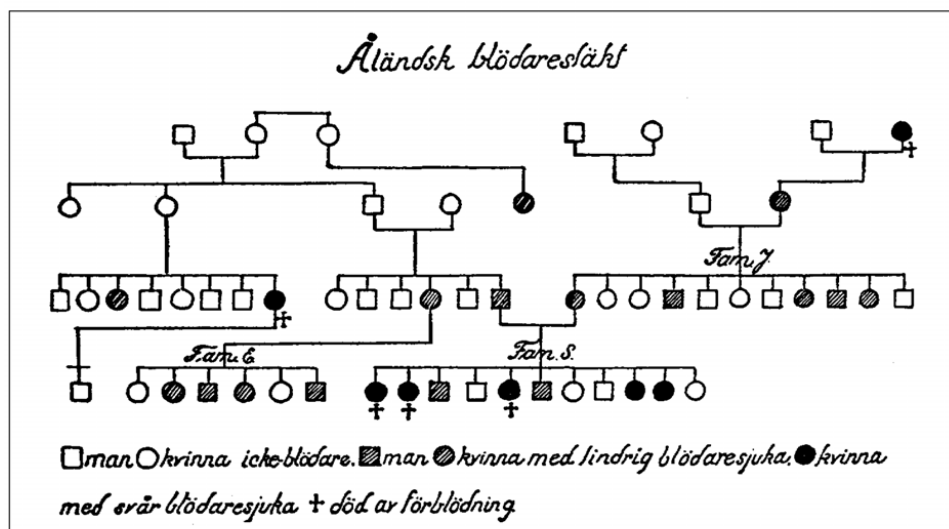 Åländsk blödaresläkt
Fam. J.
Fam. E. Fam. S.
man kvinna icke-blödare. man kvinna med lindrig blödaresjuka. kvinna
med svår blödaresjuka † död av förblödning